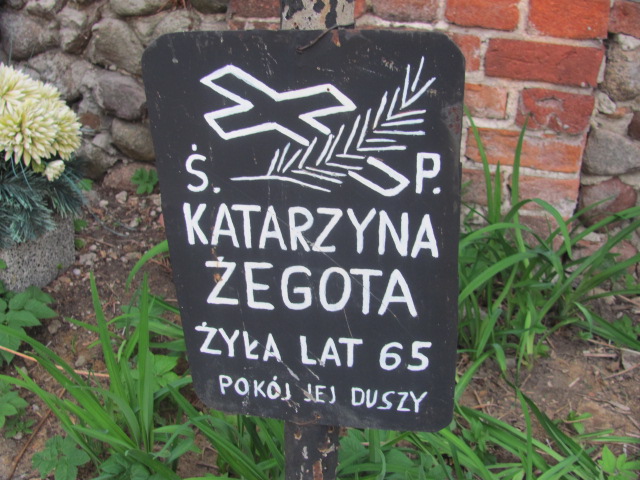 Ś. P.
KATARZYNA
ŻEGOTA
ŻYŁA LAT 65
POKÓJ JEJ DUSZY